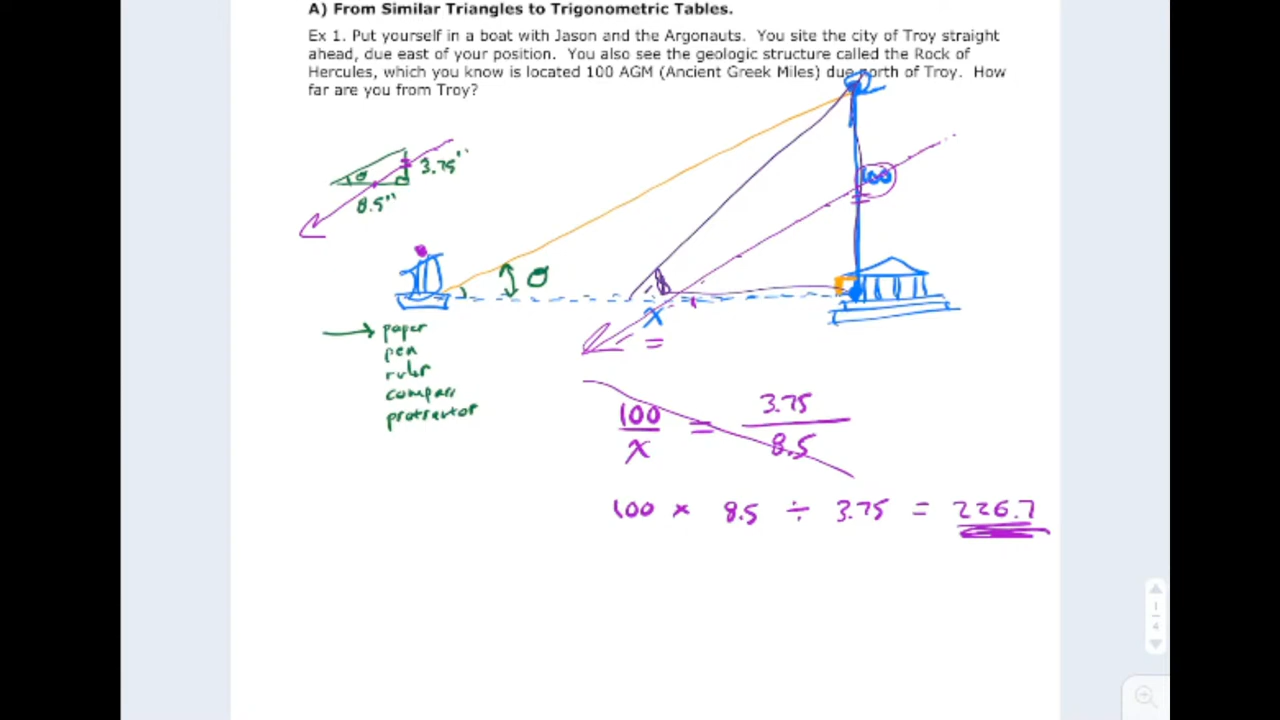 A) From Similar Triangles to Trigonometric Tables.
Ex 1. Put yourself in a boat with Jason and the Argonauts. You site the city of Troy straight
ahead, due east of your position. You also see the geologic structure called the Rock of
Hercules, which you know is located 100 AGM (Ancient Greek Miles) due north of Troy. How
far are you from Troy?
θ
3.75"
8.5"
100
θ
x
=
paper
pen
ruler
compass
protractor
100/x = 3.75/8.5
100 × 8.5 ÷ 3.75 = 226.7
1
4